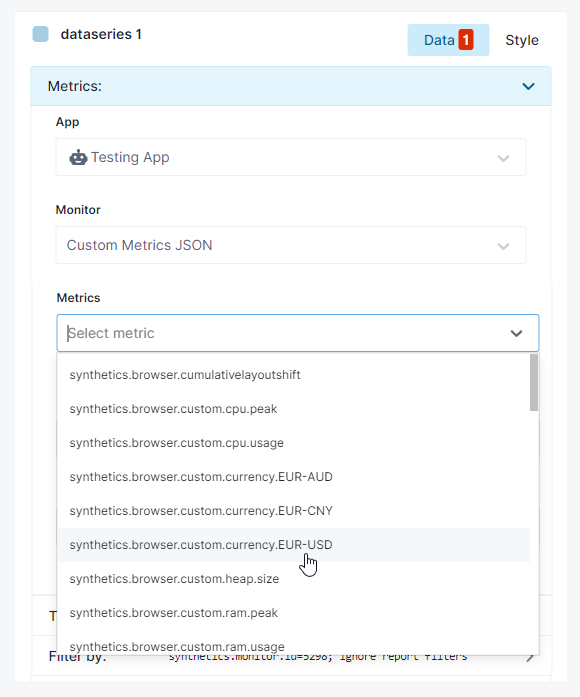 dataseries 1
Data 1 Style
Metrics:
App
Testing App
Monitor
Custom Metrics JSON
Metrics
Select metric
synthetics.browser.cumulativelayoutshift
synthetics.browser.custom.cpu.peak
synthetics.browser.custom.cpu.usage
synthetics.browser.custom.currency.EUR-AUD
synthetics.browser.custom.currency.EUR-CNY
synthetics.browser.custom.currency.EUR-USD
synthetics.browser.custom.heap.size
synthetics.browser.custom.ram.peak
synthetics.browser.custom.ram.usage
Filter by: synthetics.monitor.id=5298; ignore report filters